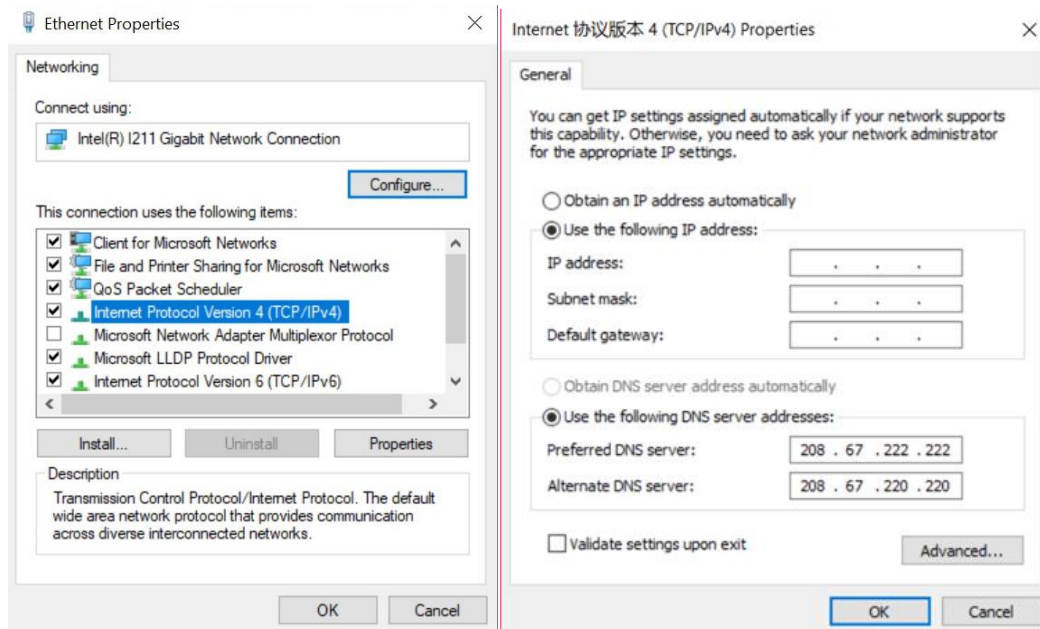 Ethernet Properties
Networking
Connect using:
Intel(R) I211 Gigabit Network Connection
Configure...
This connection uses the following items:
Client for Microsoft Networks
File and Printer Sharing for Microsoft Networks
QoS Packet Scheduler
Internet Protocol Version 4 (TCP/IPv4)
Microsoft Network Adapter Multiplexor Protocol
Microsoft LLDP Protocol Driver
Internet Protocol Version 6 (TCP/IPv6)
Install...
Uninstall
Properties
Description
Transmission Control Protocol/Internet Protocol. The default
wide area network protocol that provides communication
across diverse interconnected networks.
OK
Cancel
Internet 协议版本 4 (TCP/IPv4) Properties
General
You can get IP settings assigned automatically if your network supports
this capability. Otherwise, you need to ask your network administrator
for the appropriate IP settings.
Obtain an IP address automatically
Use the following IP address:
IP address:
. . .
Subnet mask:
. . .
Default gateway:
. . .
Obtain DNS server address automatically
Use the following DNS server addresses:
Preferred DNS server:
208 . 67 . 222 . 222
Alternate DNS server:
208 . 67 . 220 . 220
Validate settings upon exit
Advanced...
OK
Cancel